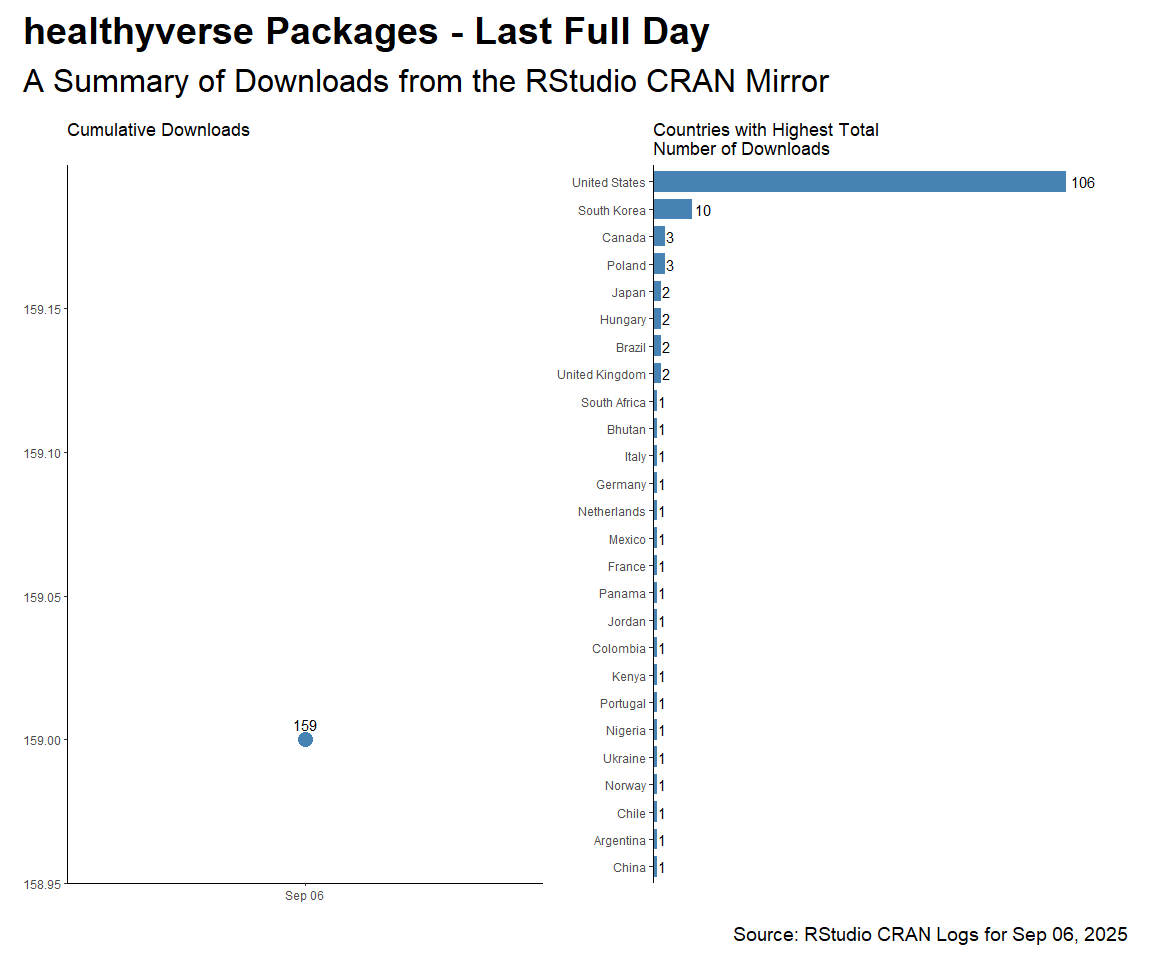 healthyverse Packages - Last Full Day
A Summary of Downloads from the RStudio CRAN Mirror
Cumulative Downloads
159.15
159.10
159.05
159.00
158.95
159
Sep 06
Countries with Highest Total
Number of Downloads
United States 106
South Korea 10
Canada 3
Poland 3
Japan 2
Hungary 2
Brazil 2
United Kingdom 2
South Africa 1
Bhutan 1
Italy 1
Germany 1
Netherlands 1
Mexico 1
France 1
Panama 1
Jordan 1
Colombia 1
Kenya 1
Portugal 1
Nigeria 1
Ukraine 1
Norway 1
Chile 1
Argentina 1
China 1
Source: RStudio CRAN Logs for Sep 06, 2025